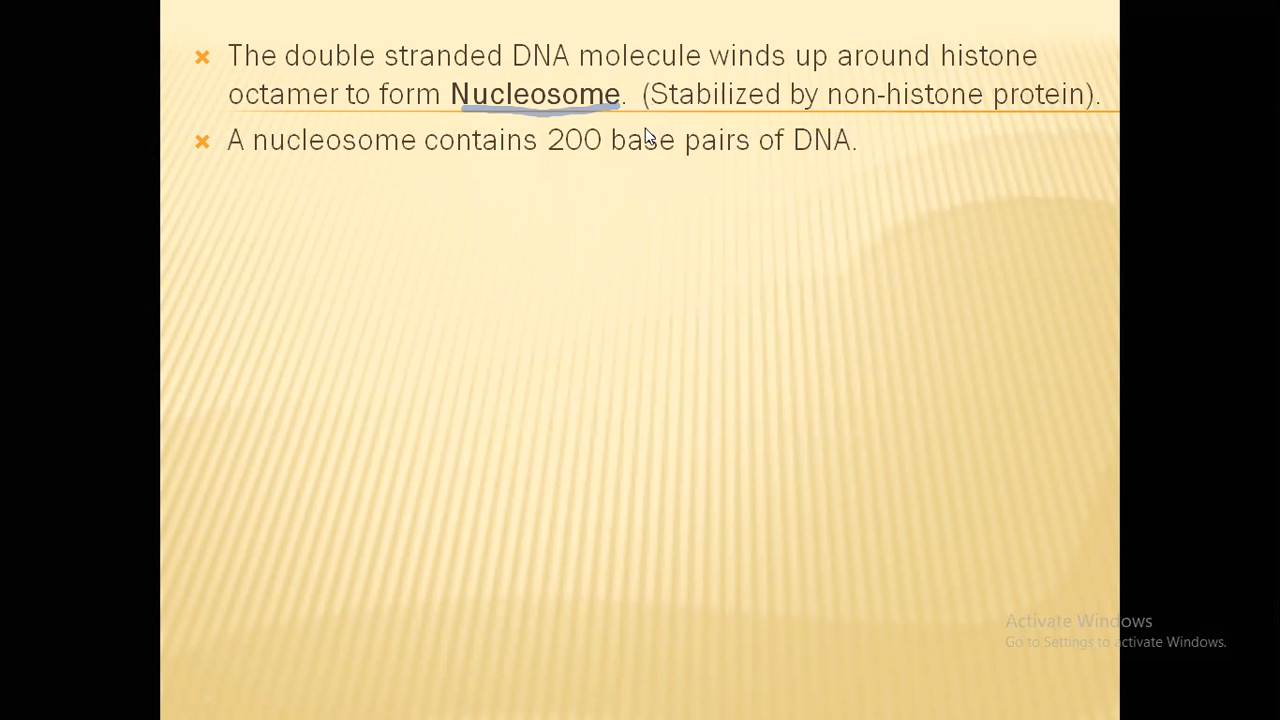 The double stranded DNA molecule winds up around histone
octamer to form Nucleosome. (Stabilized by non-histone protein).
A nucleosome contains 200 base pairs of DNA.
Activate Windows
Go to Settings to activate Windows.